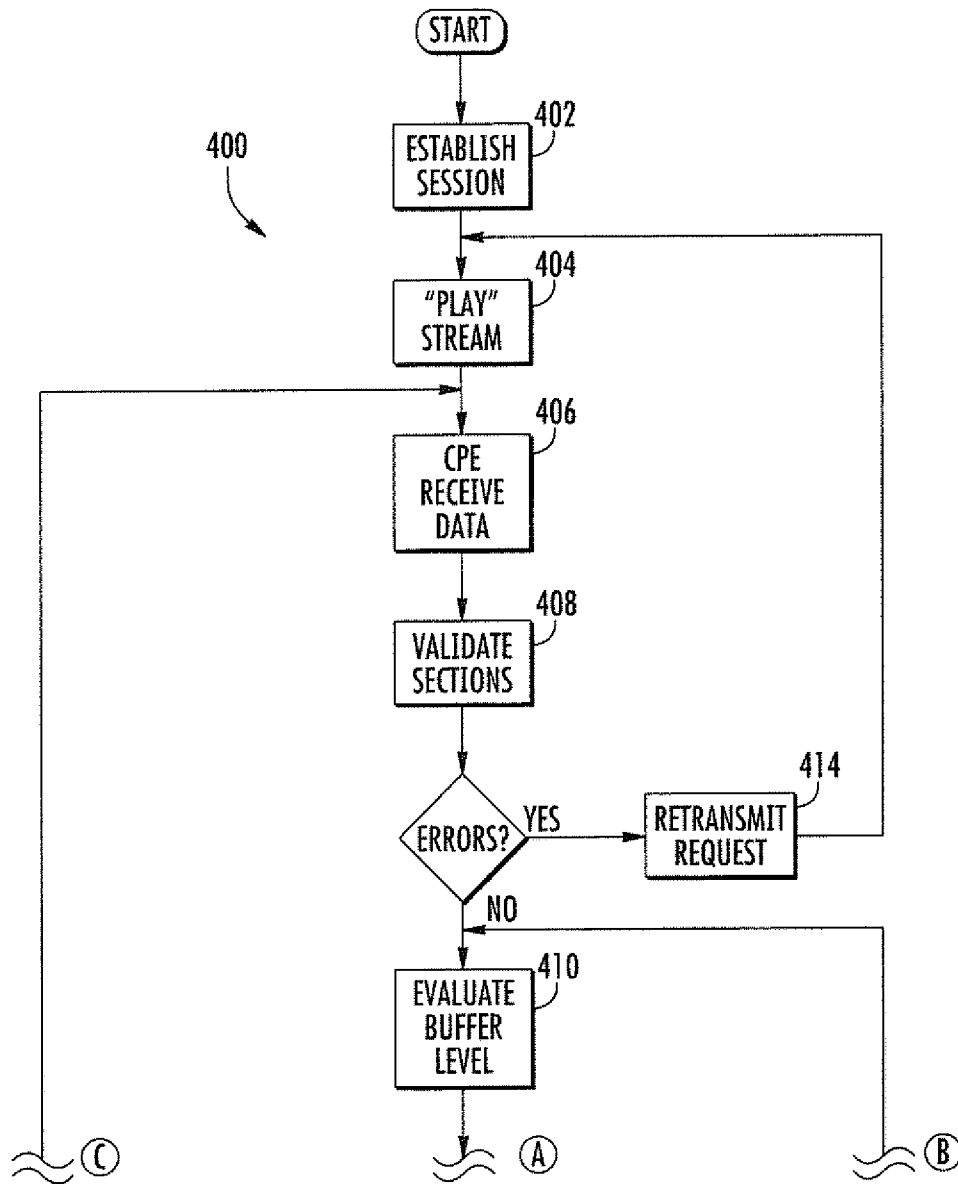 START
402
ESTABLISH
SESSION
400
404
“PLAY”
STREAM
406
CPE
RECEIVE
DATA
408
VALIDATE
SECTIONS
ERRORS?
YES
414
RETRANSMIT
REQUEST
NO
410
EVALUATE
BUFFER
LEVEL
C
A
B